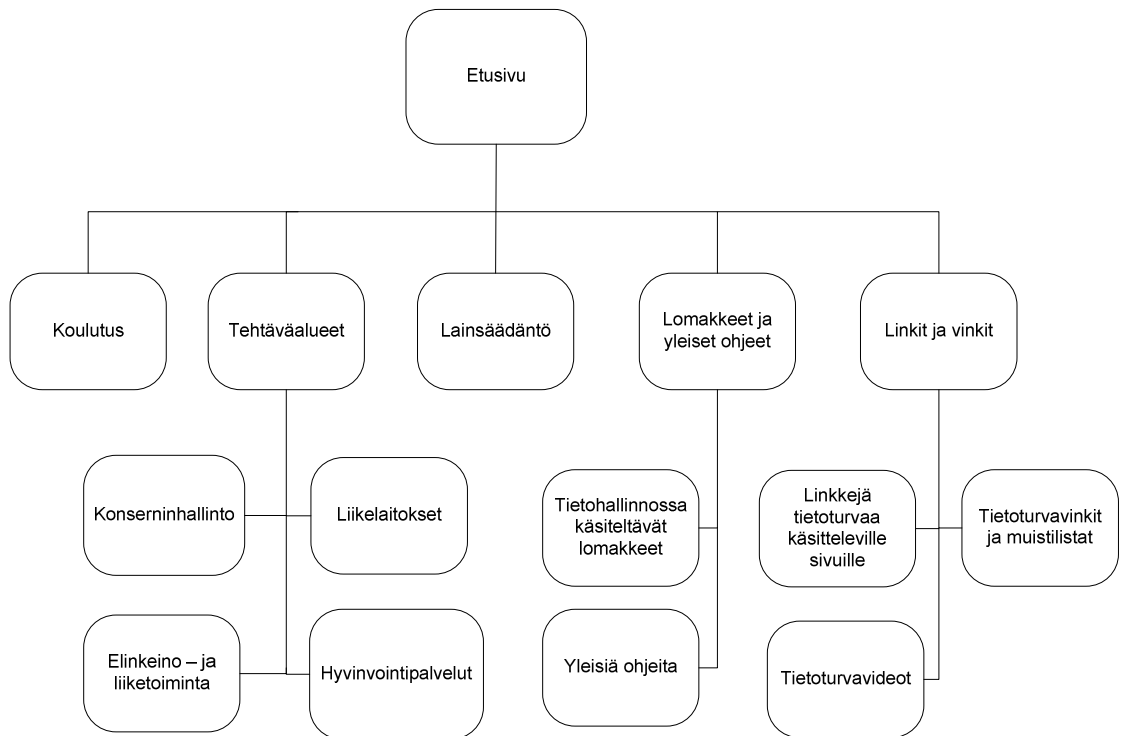 Etusivu
Koulutus
Tehtäväalueet
Lainsäädäntö
Lomakkeet ja
yleiset ohjeet
Linkit ja vinkit
Konserninhallinto
Liikelaitokset
Tietohallinnossa
käsiteltävät
lomakkeet
Linkkejä
tietoturvaa
käsitteleville
sivuille
Tietoturvavinkit
ja muistilistat
Elinkeino – ja
liiketoiminta
Hyvinvointipalvelut
Yleisiä ohjeita
Tietoturvavideot